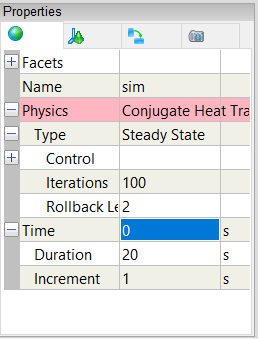 Properties
Facets
Name sim
Physics Conjugate Heat Tra
Type Steady State
Control
Iterations 100
Rollback Le 2
Time 0 s
Duration 20 s
Increment 1 s